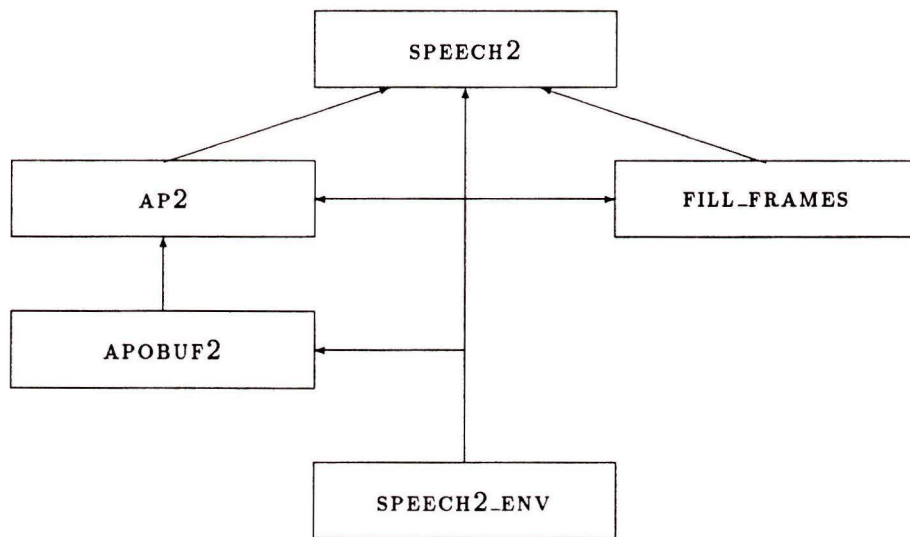 SPEECH2
AP2
FILL_FRAMES
APOBUF2
SPEECH2_ENV